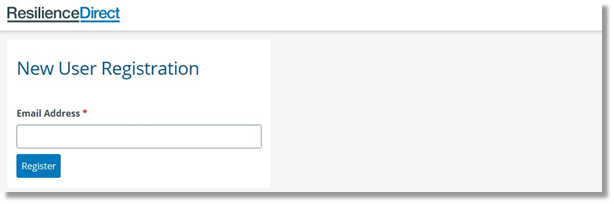 ResilienceDirect
New User Registration
Email Address *
Register